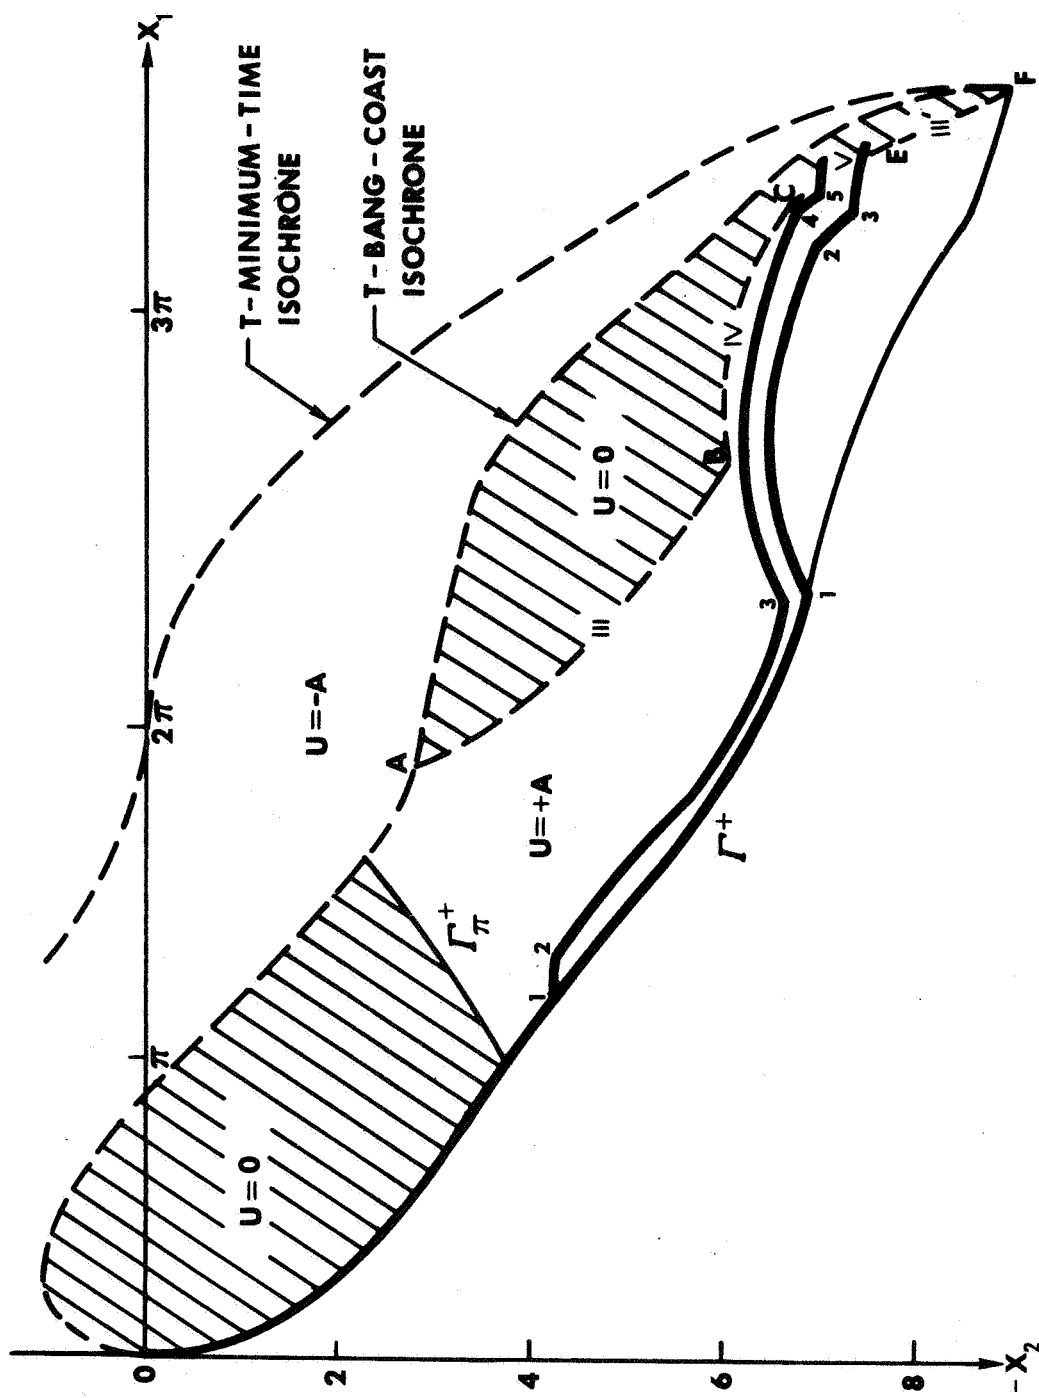 X₁
T-MINIMUM-TIME
ISOCHRONE
T-BANG-COAST
ISOCHRONE
3π
2π
π
0
2
4
6
8
-X₂
U=-A
U=+A
U=0
U=0
A
B
C
E
F
III
IV
V
III
Γ⁺
Γπ⁺
1
2
3
4
5
1
2
3